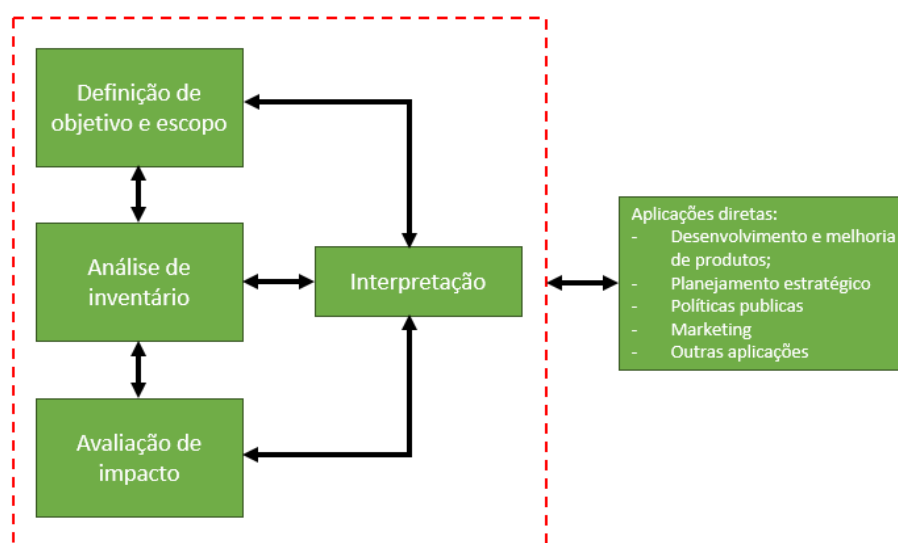 Definição de
objetivo e escopo
Análise de
inventário
Interpretação
Avaliação de
impacto
Aplicações diretas:
- Desenvolvimento e melhoria
de produtos;
- Planejamento estratégico
- Políticas publicas
- Marketing
- Outras aplicações